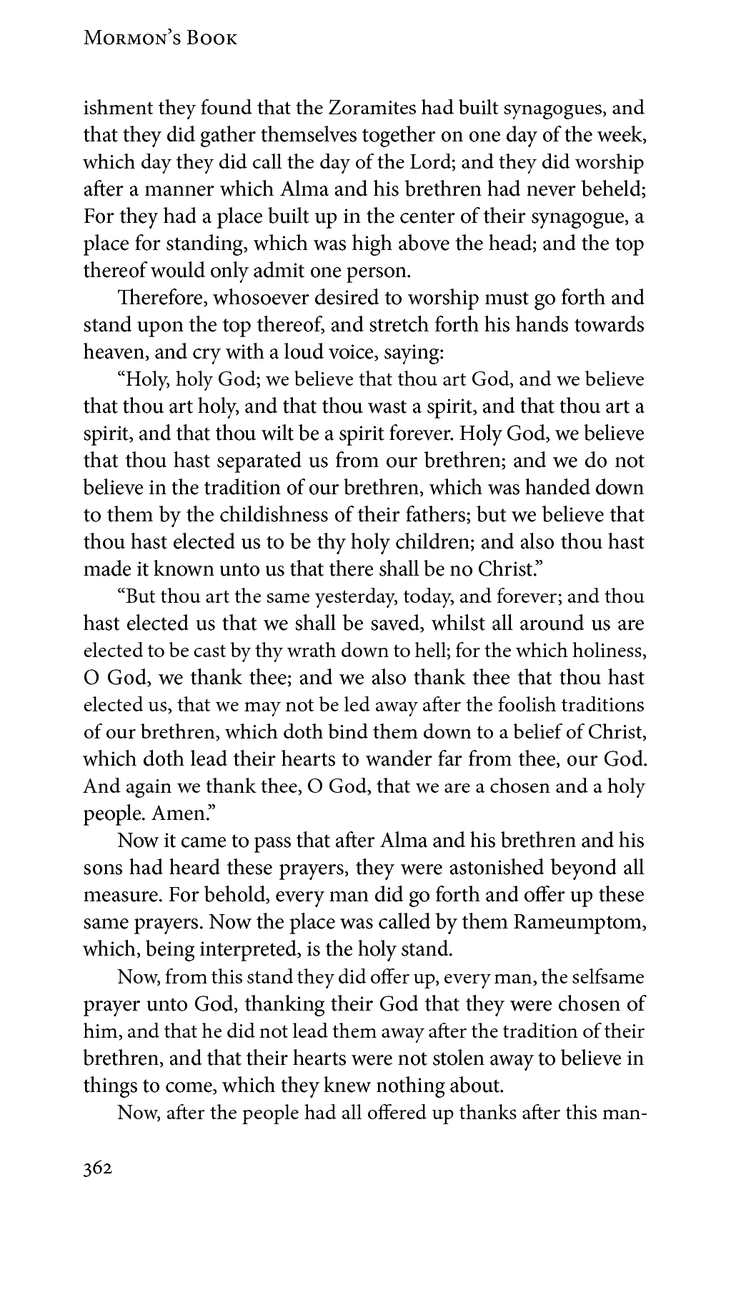 Mormon’s Book
ishment they found that the Zoramites had built synagogues, and
that they did gather themselves together on one day of the week,
which day they did call the day of the Lord; and they did worship
after a manner which Alma and his brethren had never beheld;
For they had a place built up in the center of their synagogue, a
place for standing, which was high above the head; and the top
thereof would only admit one person.
Therefore, whosoever desired to worship must go forth and
stand upon the top thereof, and stretch forth his hands towards
heaven, and cry with a loud voice, saying:
“Holy, holy God; we believe that thou art God, and we believe
that thou art holy, and that thou wast a spirit, and that thou art a
spirit, and that thou wilt be a spirit forever. Holy God, we believe
that thou hast separated us from our brethren; and we do not
believe in the tradition of our brethren, which was handed down
to them by the childishness of their fathers; but we believe that
thou hast elected us to be thy holy children; and also thou hast
made it known unto us that there shall be no Christ.”
“But thou art the same yesterday, today, and forever; and thou
hast elected us that we shall be saved, whilst all around us are
elected to be cast by thy wrath down to hell; for the which holiness,
O God, we thank thee; and we also thank thee that thou hast
elected us, that we may not be led away after the foolish traditions
of our brethren, which doth bind them down to a belief of Christ,
which doth lead their hearts to wander far from thee, our God.
And again we thank thee, O God, that we are a chosen and a holy
people. Amen.”
Now it came to pass that after Alma and his brethren and his
sons had heard these prayers, they were astonished beyond all
measure. For behold, every man did go forth and offer up these
same prayers. Now the place was called by them Rameumptom,
which, being interpreted, is the holy stand.
Now, from this stand they did offer up, every man, the selfsame
prayer unto God, thanking their God that they were chosen of
him, and that he did not lead them away after the tradition of their
brethren, and that their hearts were not stolen away to believe in
things to come, which they knew nothing about.
Now, after the people had all offered up thanks after this man-
362